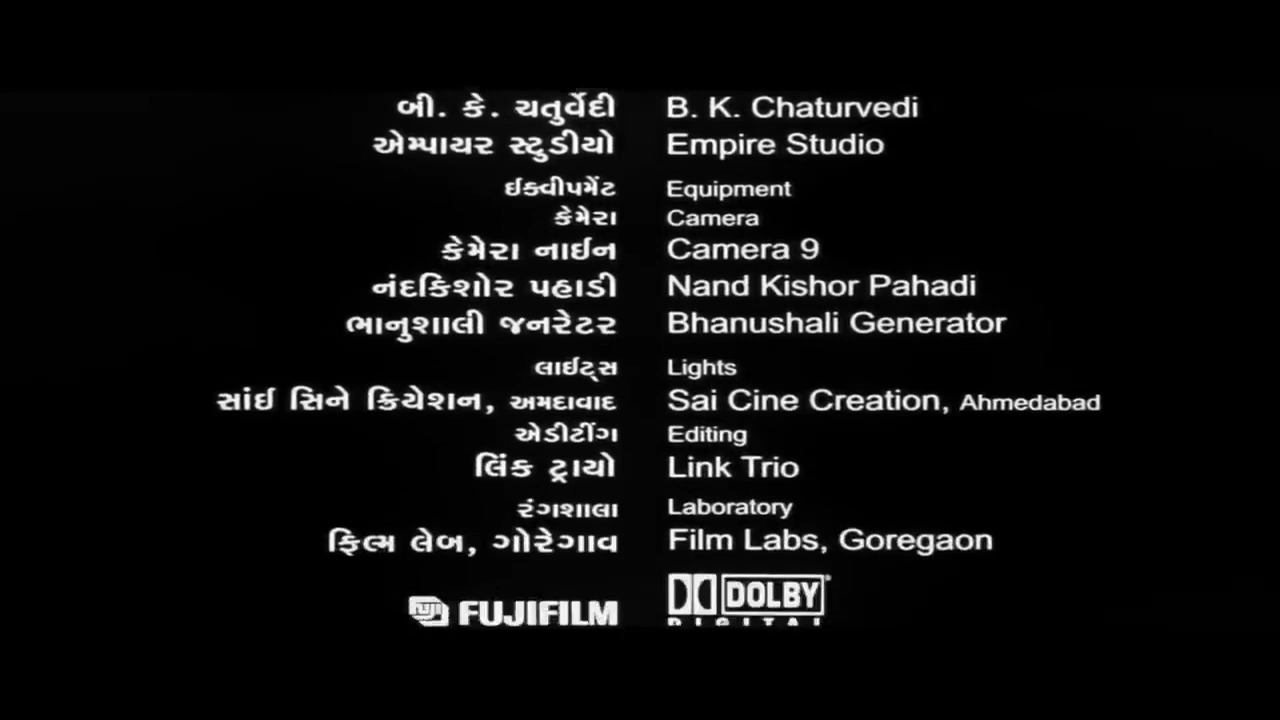 બી. કે. ચતુર્વેદી B. K. Chaturvedi
એમ્પાયર સ્ટુડીયો Empire Studio
ઈક્વીપમેંટ Equipment
કેમેરા Camera
કેમેરા નાઈન Camera 9
નંદકિશોર પહાડી Nand Kishor Pahadi
ભાનુશાલી જનરેટર Bhanushali Generator
લાઈટ્સ Lights
સાંઈ સિને ક્રિયેશન, અમદાવાદ Sai Cine Creation, Ahmedabad
એડીટીંગ Editing
લિંક ટ્રાયો Link Trio
રંગશાલા Laboratory
ફિલ્મ લેબ, ગોરેગાવ Film Labs, Goregaon
FUJI FUJIFILM DOLBY
DIGITAL